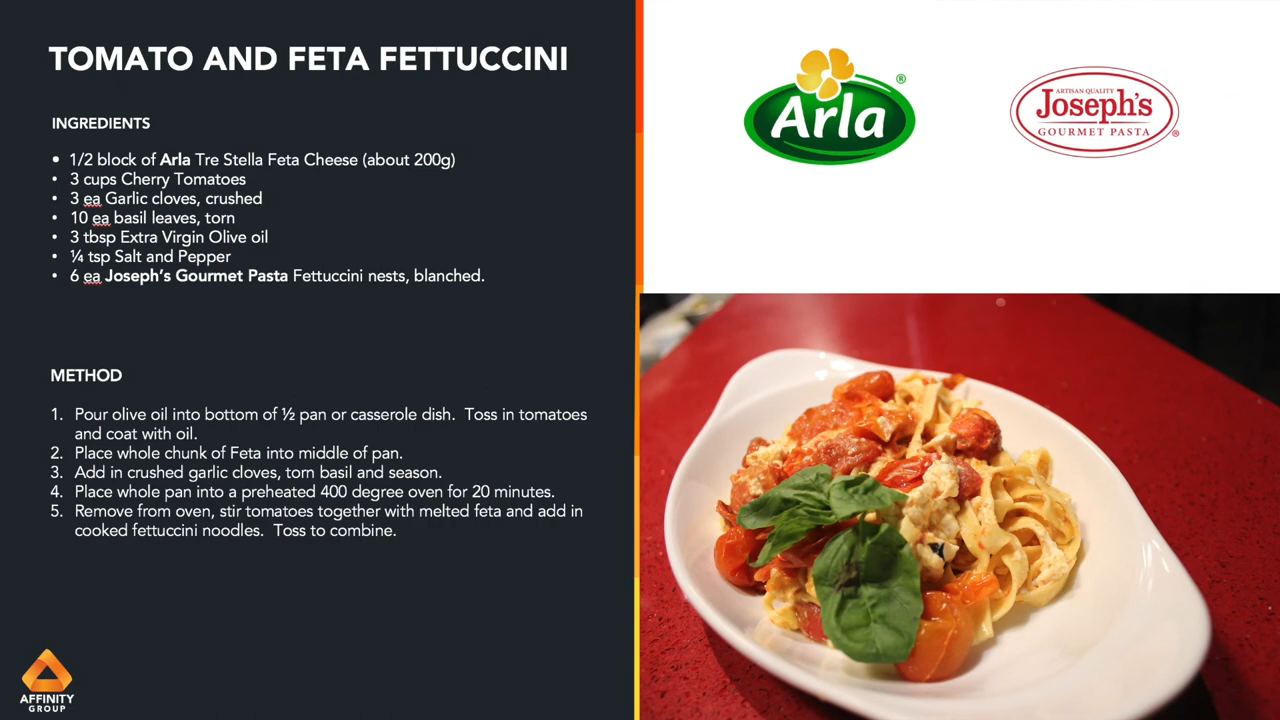 TOMATO AND FETA FETTUCCINI
INGREDIENTS
• 1/2 block of Arla Tre Stella Feta Cheese (about 200g)
• 3 cups Cherry Tomatoes
• 3 ea Garlic cloves, crushed
• 10 ea basil leaves, torn
• 3 tbsp Extra Virgin Olive oil
• ¼ tsp Salt and Pepper
• 6 ea Joseph's Gourmet Pasta Fettuccini nests, blanched.
METHOD
1. Pour olive oil into bottom of ½ pan or casserole dish. Toss in tomatoes
and coat with oil.
2. Place whole chunk of Feta into middle of pan.
3. Add in crushed garlic cloves, torn basil and season.
4. Place whole pan into a preheated 400 degree oven for 20 minutes.
5. Remove from oven, stir tomatoes together with melted feta and add in
cooked fettuccini noodles. Toss to combine.
AFFINITY
GROUP
Arla ®
ARTISAN QUALITY
Joseph's
GOURMET PASTA ®